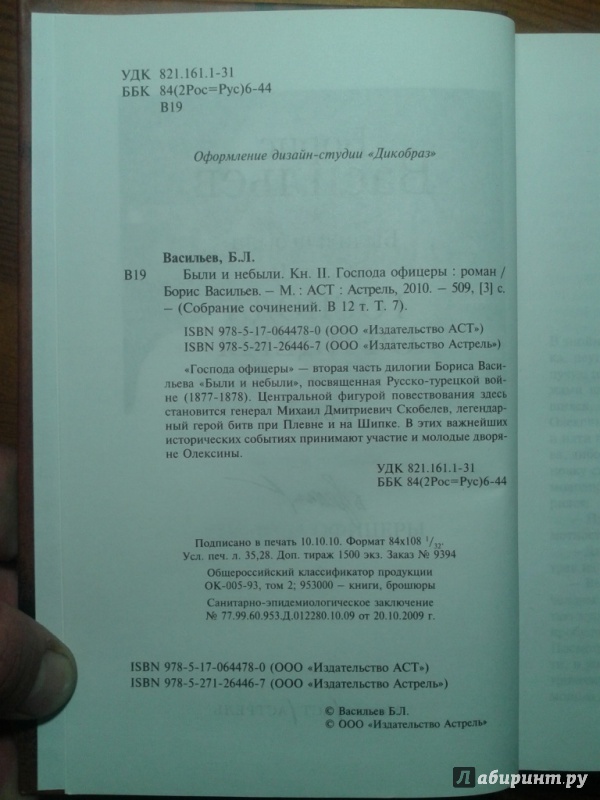 УДК 821.161.1-31
ББК 84(2Рос=Рус)6-44
В19
Оформление дизайн-студии «Дикобраз»
Васильев, Б.Л.
В19 Были и небыли. Кн. II. Господа офицеры : роман /
Борис Васильев. – М. : АСТ : Астрель, 2010. – 509, [3] с.
– (Собрание сочинений. В 12 т. Т. 7).
ISBN 978-5-17-064478-0 (ООО «Издательство АСТ»)
ISBN 978-5-271-26446-7 (ООО «Издательство Астрель»)
«Господа офицеры» — вторая часть дилогии Бориса Васи-
льева «Были и небыли», посвященная Русско-турецкой вой-
не (1877-1878). Центральной фигурой повествования здесь
становится генерал Михаил Дмитриевич Скобелев, легендар-
ный герой битв при Плевне и на Шипке. В этих важнейших
исторических событиях принимают участие и молодые дворя-
не Олексины.
УДК 821.161.1-31
ББК 84(2Рос=Рус)6-44
Подписано в печать 10.10.10. Формат 84х108 1/32.
Усл. печ. л. 35,28. Доп. тираж 1500 экз. Заказ № 9394
Общероссийский классификатор продукции
ОК-005-93, том 2; 953000 – книги, брошюры
Санитарно-эпидемиологическое заключение
№ 77.99.60.953.Д.012280.10.09 от 20.10.2009 г.
ISBN 978-5-17-064478-0 (ООО «Издательство АСТ»)
ISBN 978-5-271-26446-7 (ООО «Издательство Астрель»)
© Васильев Б.Л.
© ООО «Издательство Астрель»
Лабиринт.ру